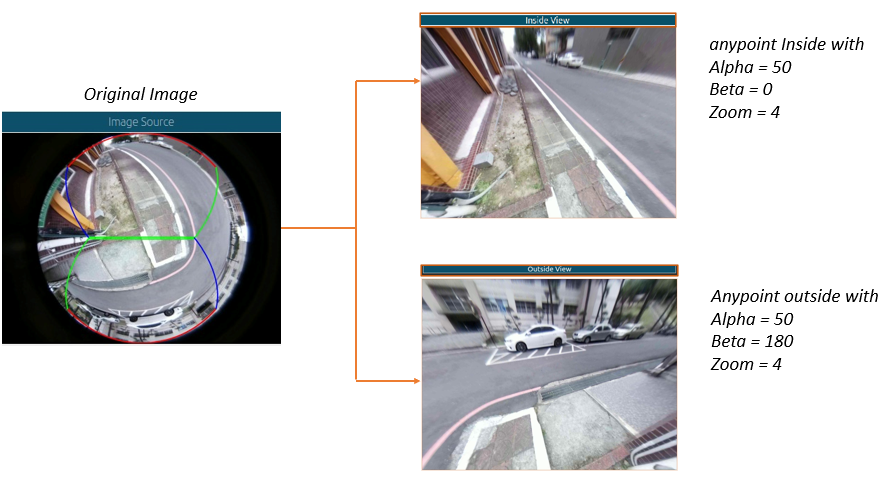 Original Image
Image Source
Inside View
anypoint Inside with
Alpha = 50
Beta = 0
Zoom = 4
Outside View
Anypoint outside with
Alpha = 50
Beta = 180
Zoom = 4